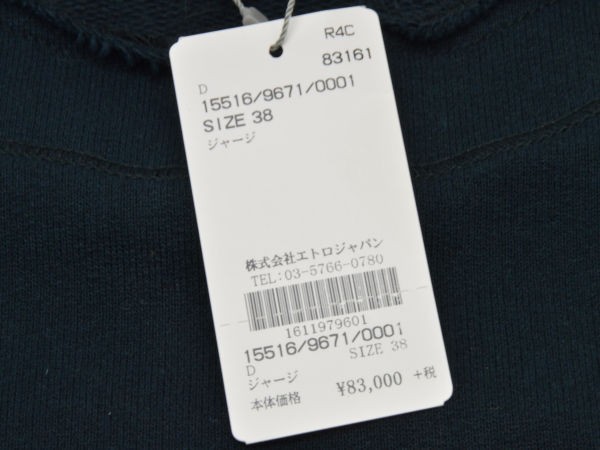 R4C
83161
D
15516/9671/0001
SIZE 38
ジャージ
株式会社エトロジャパン
TEL:03-5766-0780
1611979601
15516/9671/0001
D SIZE 38
ジャージ
本体価格 ¥83,000 +税